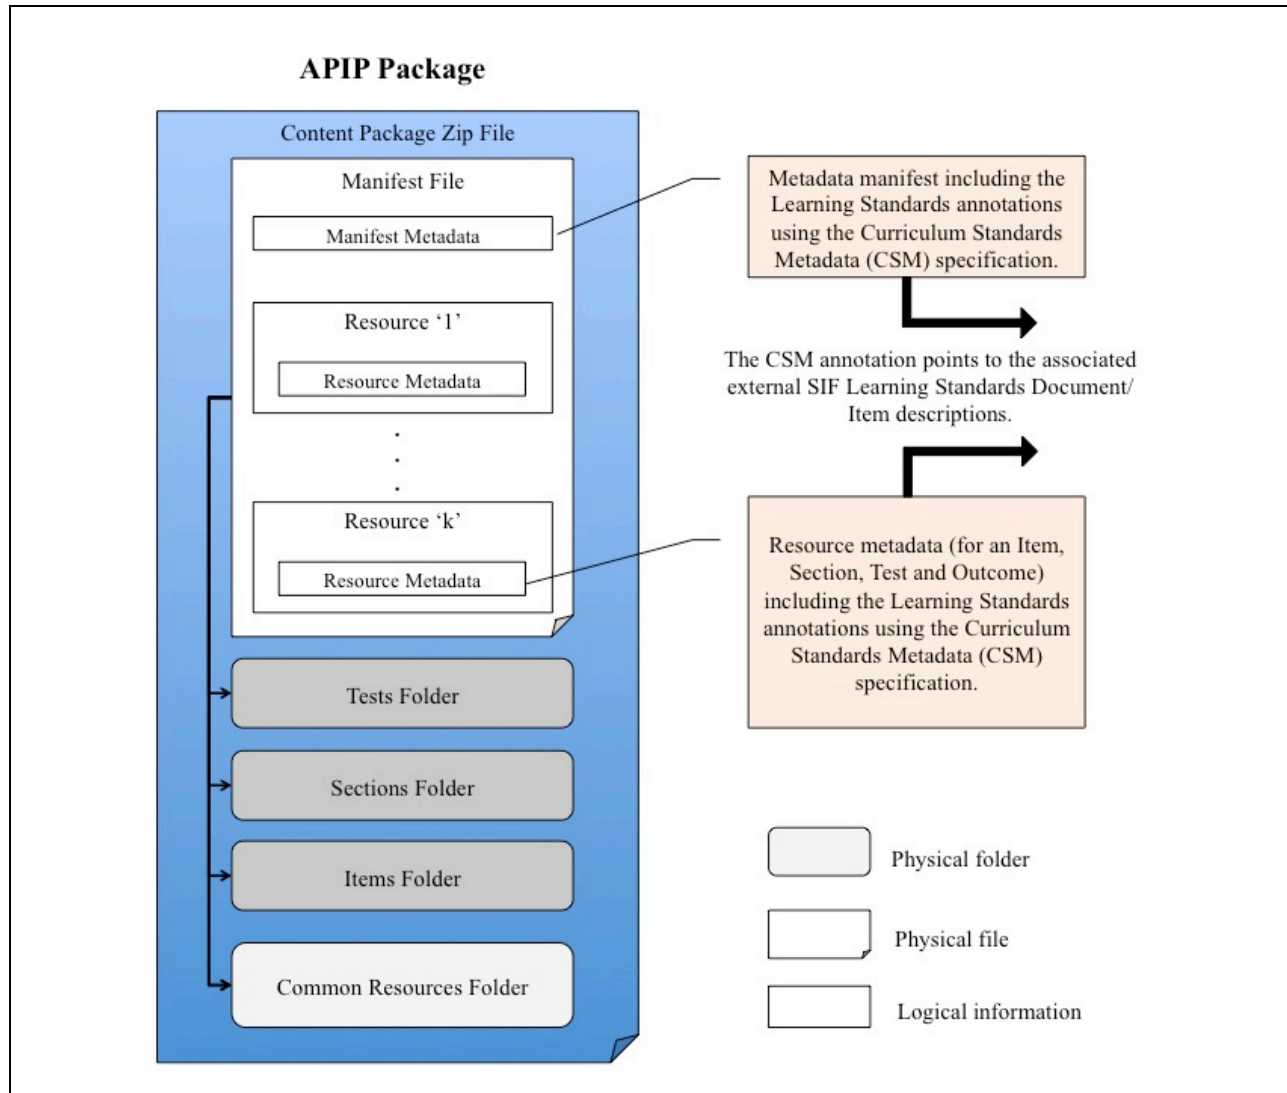 APIP Package
Content Package Zip File
Manifest File
Manifest Metadata
Resource ‘1’
Resource Metadata
.
.
.
Resource ‘k’
Resource Metadata
Tests Folder
Sections Folder
Items Folder
Common Resources Folder
Metadata manifest including the
Learning Standards annotations
using the Curriculum Standards
Metadata (CSM) specification.
The CSM annotation points to the associated
external SIF Learning Standards Document/
Item descriptions.
Resource metadata (for an Item,
Section, Test and Outcome)
including the Learning Standards
annotations using the Curriculum
Standards Metadata (CSM)
specification.
Physical folder
Physical file
Logical information